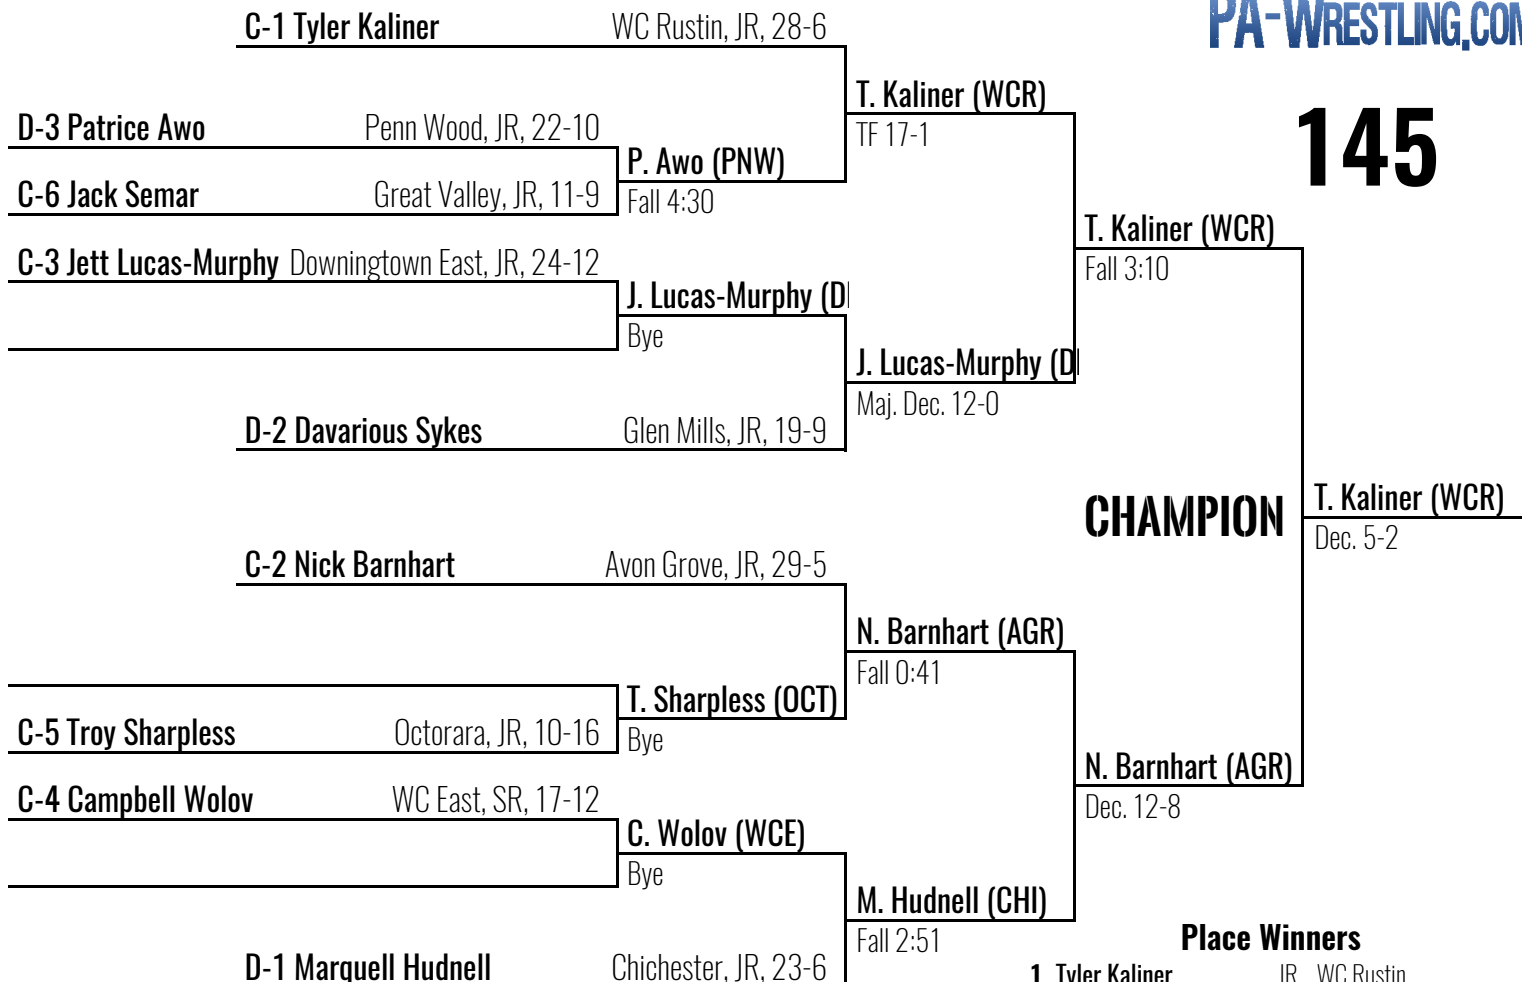 C-1 Tyler Kaliner WC Rustin, JR, 28-6
PA-WRESTLING.COM
145
T. Kaliner (WCR)
TF 17-1
D-3 Patrice Awo Penn Wood, JR, 22-10
P. Awo (PNW)
Fall 4:30
C-6 Jack Semar Great Valley, JR, 11-9
T. Kaliner (WCR)
Fall 3:10
C-3 Jett Lucas-Murphy Downingtown East, JR, 24-12
J. Lucas-Murphy (D
Bye
J. Lucas-Murphy (D
Maj. Dec. 12-0
D-2 Davarious Sykes Glen Mills, JR, 19-9
CHAMPION
T. Kaliner (WCR)
Dec. 5-2
C-2 Nick Barnhart Avon Grove, JR, 29-5
N. Barnhart (AGR)
Fall 0:41
T. Sharpless (OCT)
Bye
C-5 Troy Sharpless Octorara, JR, 10-16
N. Barnhart (AGR)
Dec. 12-8
C-4 Campbell Wolov WC East, SR, 17-12
C. Wolov (WCE)
Bye
M. Hudnell (CHI)
Fall 2:51
D-1 Marquell Hudnell Chichester, JR, 23-6
Place Winners
1 Tyler Kaliner JR WC Rustin